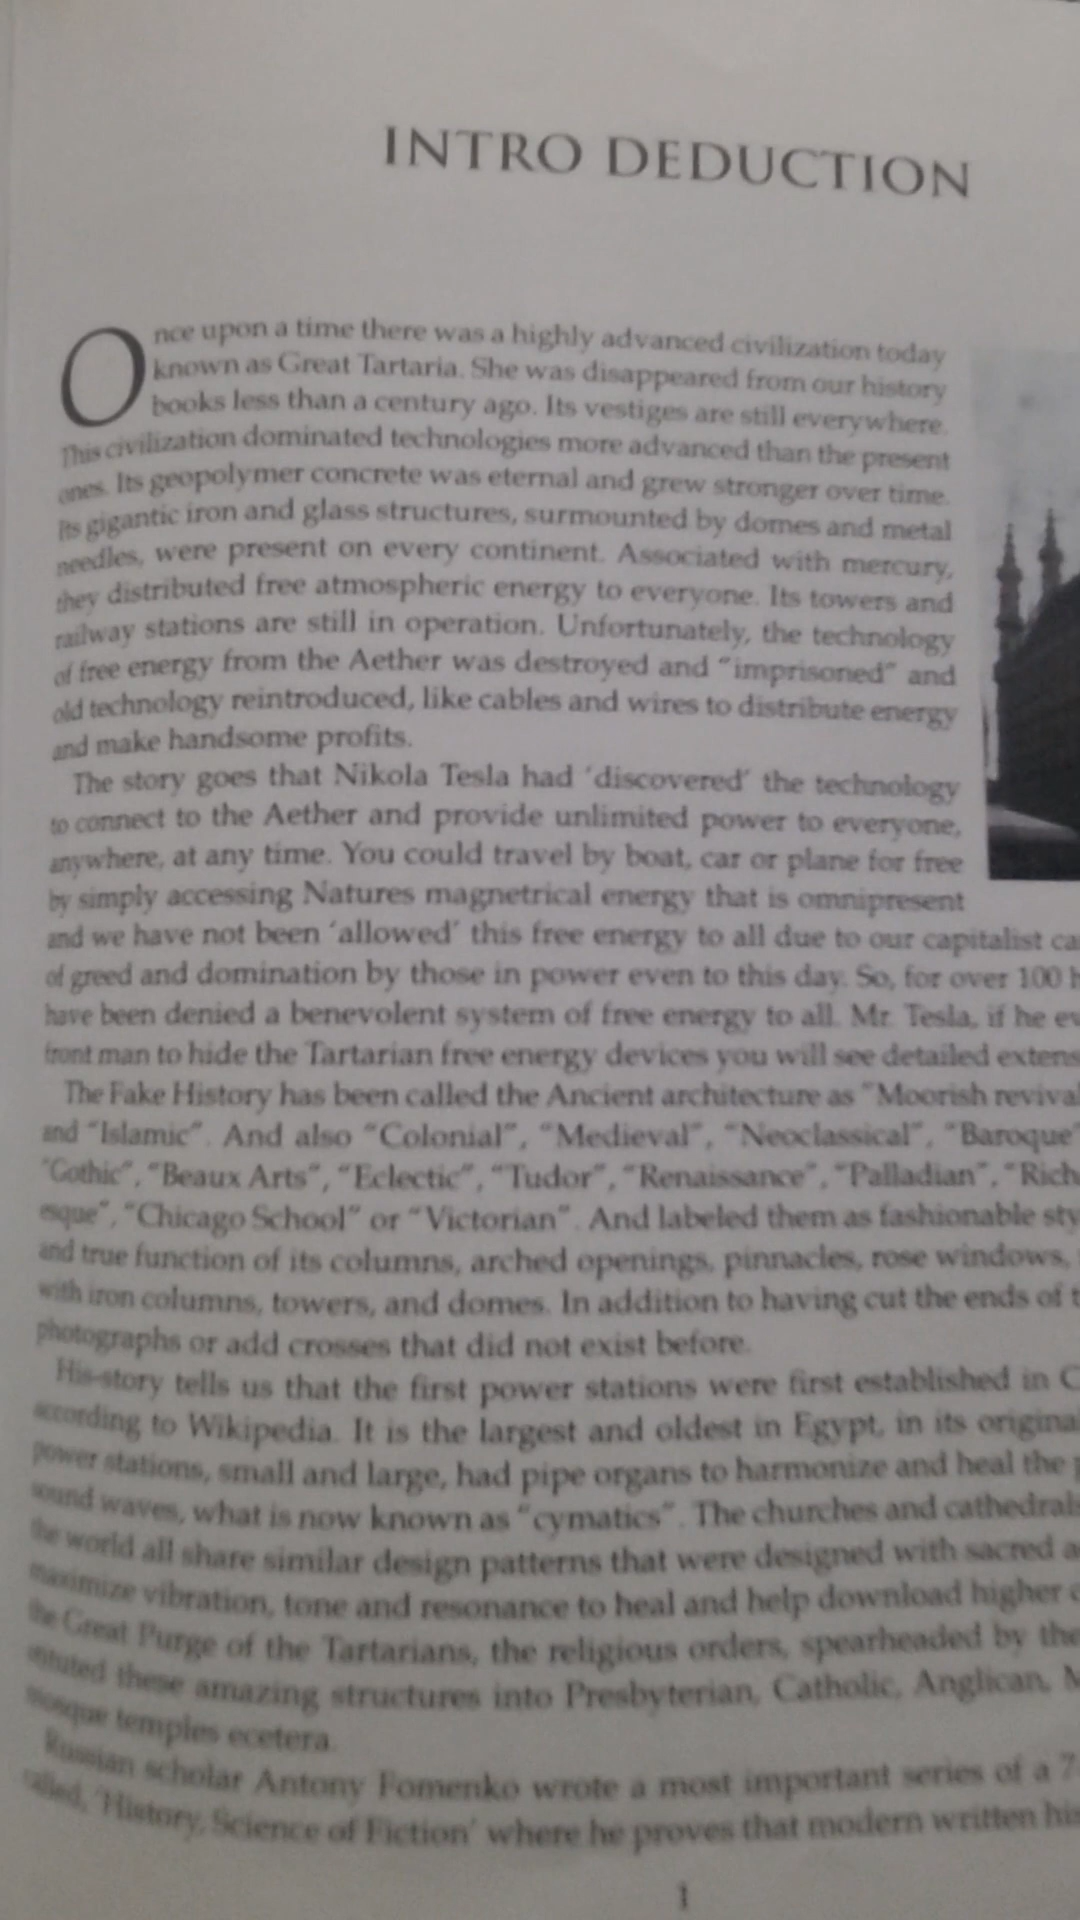 INTRO DEDUCTION
Once upon a time there was a highly advanced civilization today
known as Great Tartaria. She was disappeared from our history
books less than a century ago. Its vestiges are still everywhere.
This civilization dominated technologies more advanced than the present
ones. Its geopolymer concrete was eternal and grew stronger over time.
Its gigantic iron and glass structures, surmounted by domes and metal
needles, were present on every continent. Associated with mercury,
they distributed free atmospheric energy to everyone. Its towers and
railway stations are still in operation. Unfortunately, the technology
of free energy from the Aether was destroyed and "imprisoned" and
old technology reintroduced, like cables and wires to distribute energy
and make handsome profits.
The story goes that Nikola Tesla had 'discovered' the technology
to connect to the Aether and provide unlimited power to everyone,
anywhere, at any time. You could travel by boat, car or plane for free
by simply accessing Natures magnetrical energy that is omnipresent
and we have not been 'allowed' this free energy to all due to our capitalist ca
of greed and domination by those in power even to this day. So, for over 100 h
have been denied a benevolent system of free energy to all. Mr. Tesla, if he ev
front man to hide the Tartarian free energy devices you will see detailed extens
The Fake History has been called the Ancient architecture as "Moorish revival
and "Islamic". And also "Colonial", "Medieval", "Neoclassical", "Baroque"
"Gothic", "Beaux Arts", "Eclectic", "Tudor", "Renaissance", "Palladian", "Rich
esque", "Chicago School" or "Victorian". And labeled them as fashionable sty
and true function of its columns, arched openings, pinnacles, rose windows,
with iron columns, towers, and domes. In addition to having cut the ends of t
photographs or add crosses that did not exist before.
His-story tells us that the first power stations were first established in C
according to Wikipedia. It is the largest and oldest in Egypt, in its original
power stations, small and large, had pipe organs to harmonize and heal the p
sound waves, what is now known as "cymatics". The churches and cathedrals
the world all share similar design patterns that were designed with sacred a
maximize vibration, tone and resonance to heal and help download higher c
the Great Purge of the Tartarians, the religious orders, spearheaded by the
these amazing structures into Presbyterian, Catholic, Anglican, M
mosque temples ecetera.
Russian scholar Antony Fomenko wrote a most important series of a 7
called, 'History, Science of Fiction' where he proves that modern written his
1